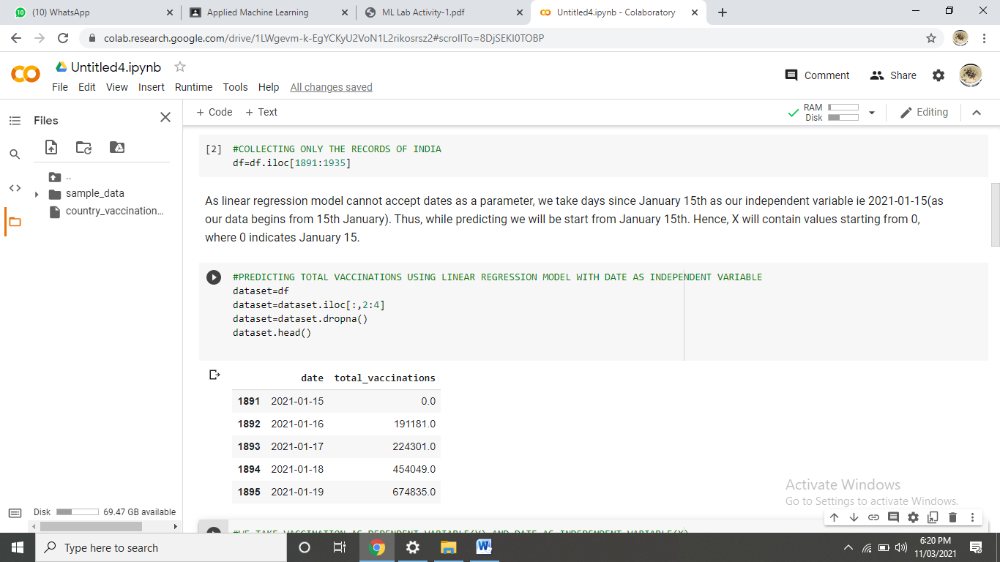 (10) WhatsApp
Applied Machine Learning
ML Lab Activity-1.pdf
Untitled4.ipynb - Colaboratory
colab.research.google.com/drive/1LWgevm-k-EgYCKyU2VoN1L2rikosrsz2#scrollTo=8DjSEKI0TOBP
Untitled4.ipynb
File Edit View Insert Runtime Tools Help All changes saved
Comment Share
Files
+ Code + Text
RAM
Disk
Editing
..
sample_data
country_vaccination...
[2] #COLLECTING ONLY THE RECORDS OF INDIA
df=df.iloc[1891:1935]
As linear regression model cannot accept dates as a parameter, we take days since January 15th as our independent variable ie 2021-01-15(as
our data begins from 15th January). Thus, while predicting we will be start from January 15th. Hence, X will contain values starting from 0,
where 0 indicates January 15.
#PREDICTING TOTAL VACCINATIONS USING LINEAR REGRESSION MODEL WITH DATE AS INDEPENDENT VARIABLE
dataset=df
dataset=dataset.iloc[:,2:4]
dataset=dataset.dropna()
dataset.head()
date total_vaccinations
1891 2021-01-15 0.0
1892 2021-01-16 191181.0
1893 2021-01-17 224301.0
1894 2021-01-18 454049.0
1895 2021-01-19 674835.0
#WE TAKE VACCINATION AS DEPENDENT VARIABLE(Y) AND DATE AS INDEPENDENT VARIABLE(X)
Activate Windows
Go to Settings to activate Windows.
Disk 69.47 GB available
Type here to search
6:20 PM
11/03/2021